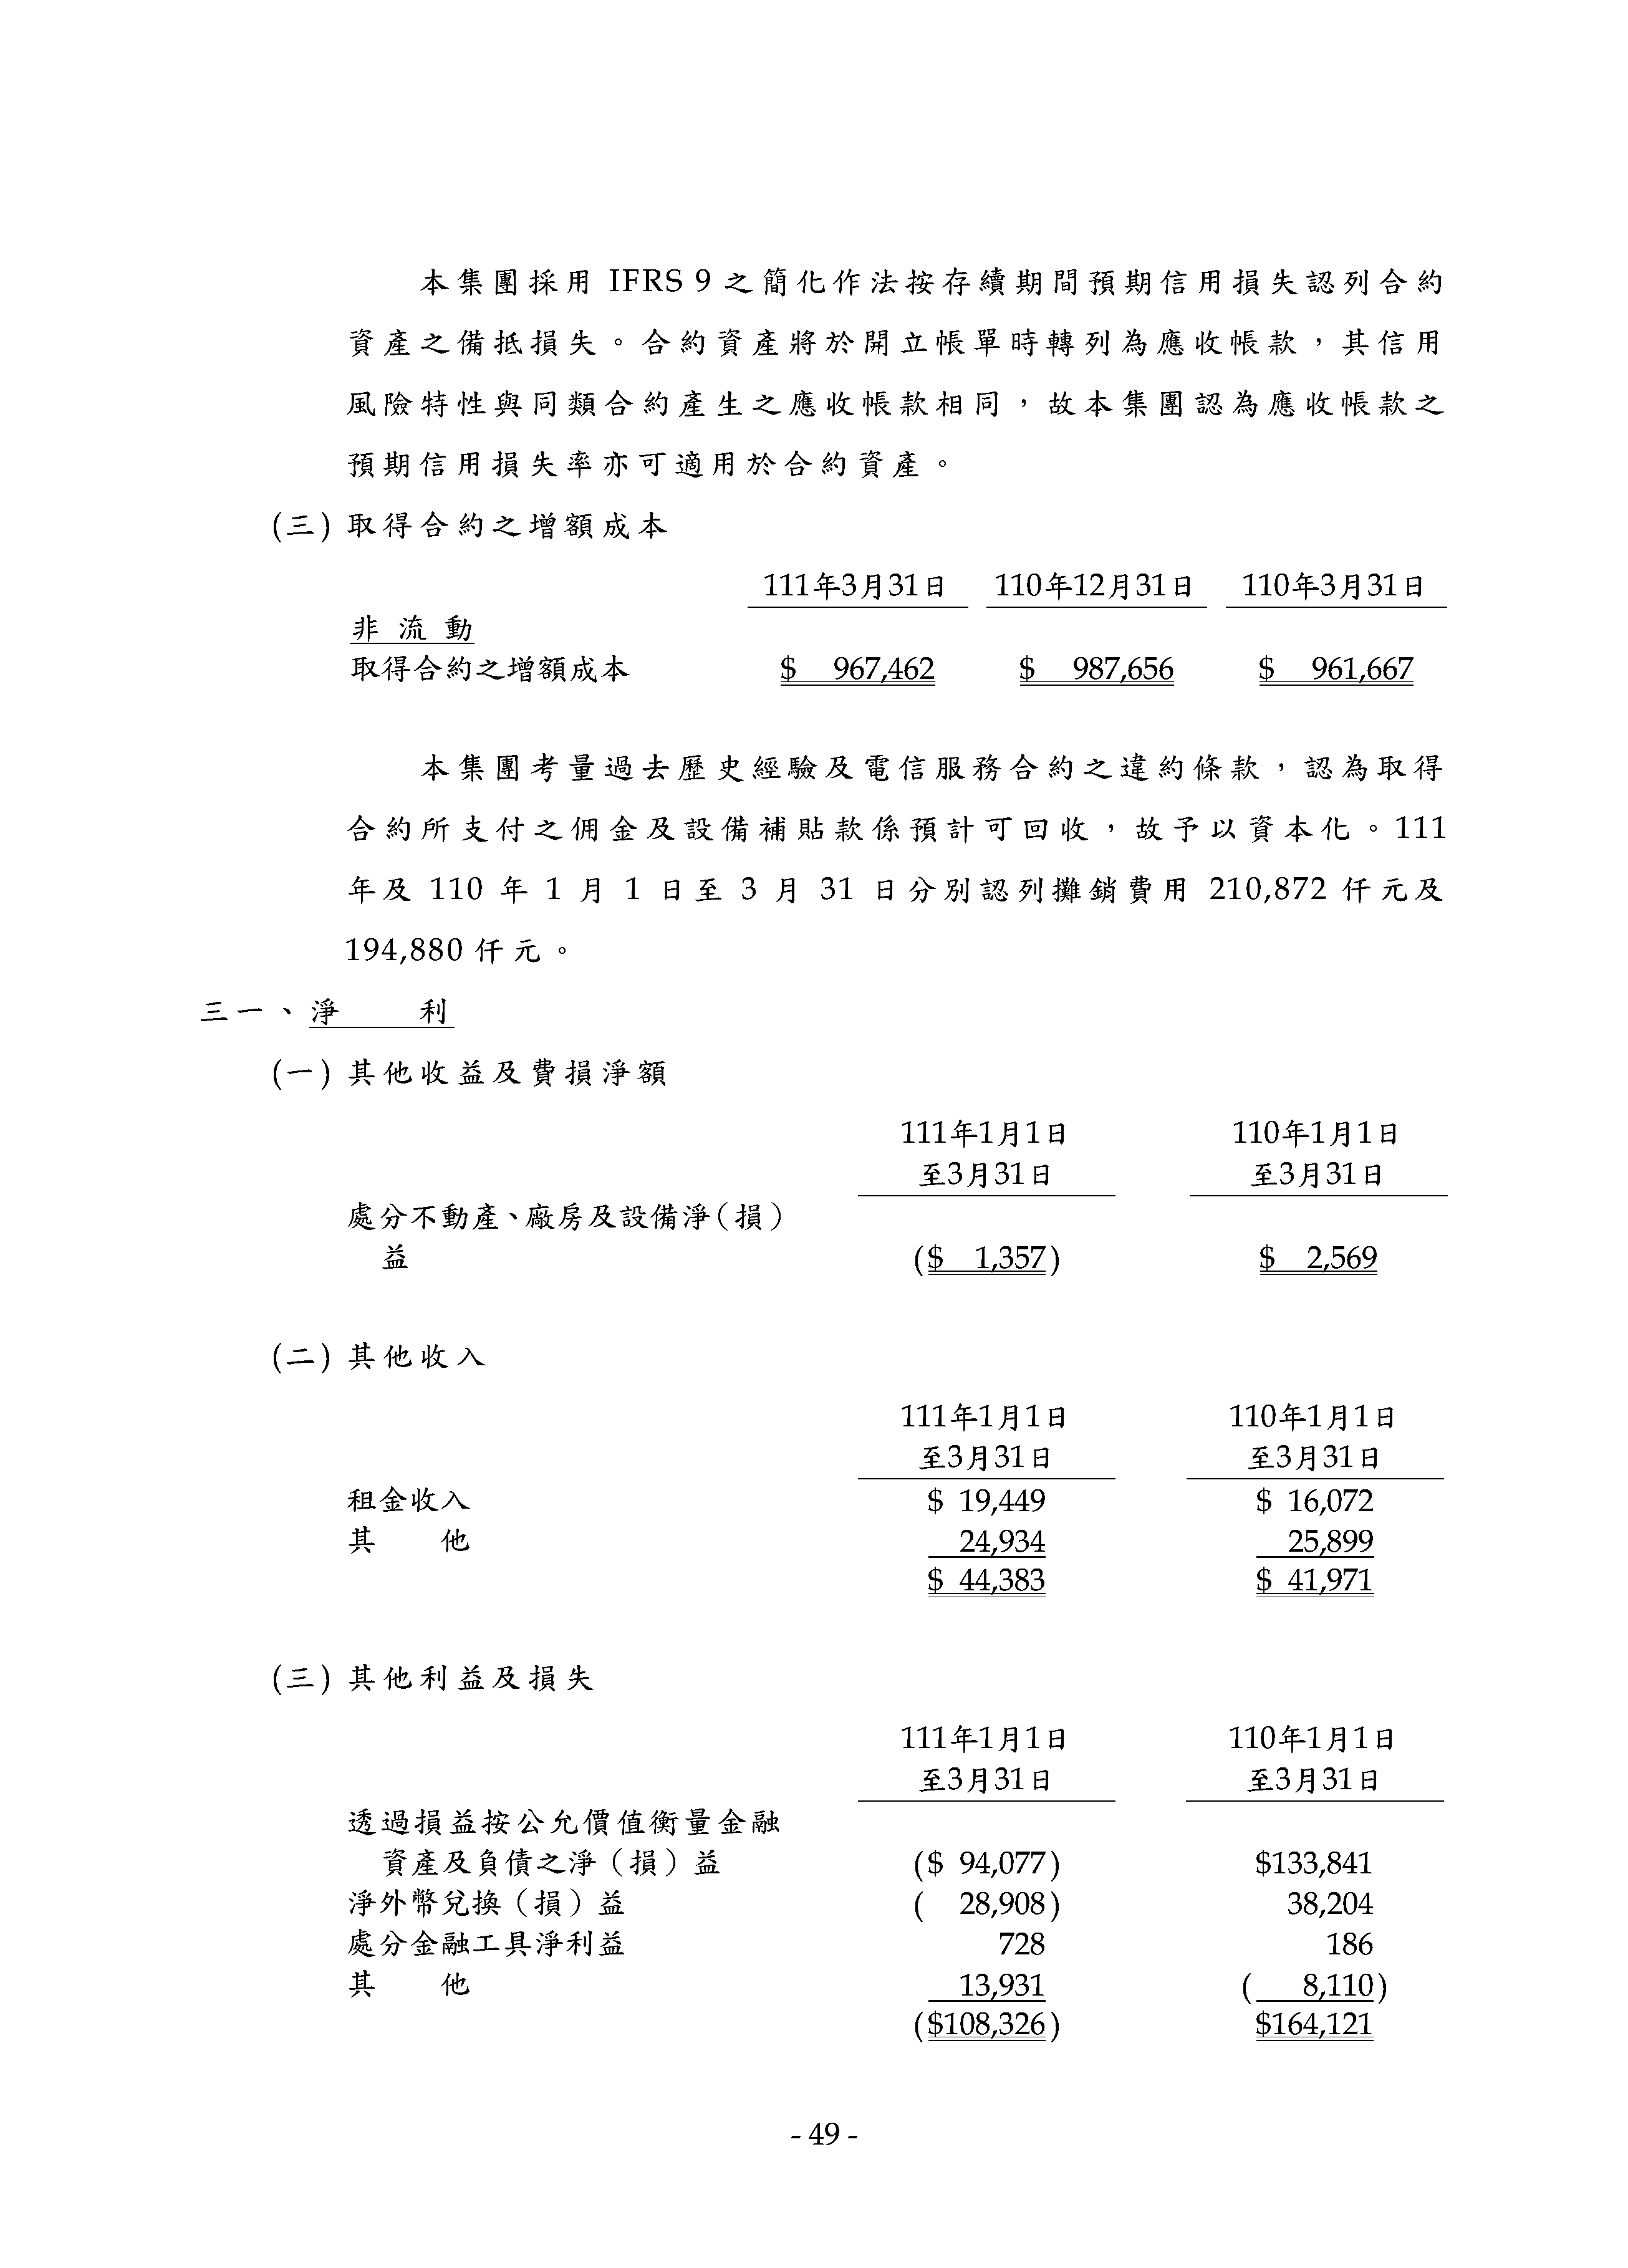 本集團採用 IFRS 9 之簡化作法按存續期間預期信用損失認列合約
資產之備抵損失。合約資產將於開立帳單時轉列為應收帳款，其信用
風險特性與同類合約產生之應收帳款相同，故本集團認為應收帳款之
預期信用損失率亦可適用於合約資產。
(三) 取得合約之增額成本
111年3月31日 110年12月31日 110年3月31日
非流動
取得合約之增額成本 $ 967,462 $ 987,656 $ 961,667
本集團考量過去歷史經驗及電信服務合約之違約條款，認為取得
合約所支付之佣金及設備補貼款係預計可回收，故予以資本化。111
年及 110 年 1 月 1 日至 3 月 31 日分別認列攤銷費用 210,872 仟元及
194,880 仟元。
三一、淨　　利
(一) 其他收益及費損淨額
111年1月1日 110年1月1日
至3月31日 至3月31日
處分不動產、廠房及設備淨（損）
益 ($ 1,357) $ 2,569
(二) 其他收入
111年1月1日 110年1月1日
至3月31日 至3月31日
租金收入 $ 19,449 $ 16,072
其　　他 24,934 25,899
$ 44,383 $ 41,971
(三) 其他利益及損失
111年1月1日 110年1月1日
至3月31日 至3月31日
透過損益按公允價值衡量金融
資產及負債之淨（損）益 ($ 94,077) $133,841
淨外幣兌換（損）益 ( 28,908) 38,204
處分金融工具淨利益 728 186
其　　他 13,931 ( 8,110)
($108,326) $164,121
- 49 -